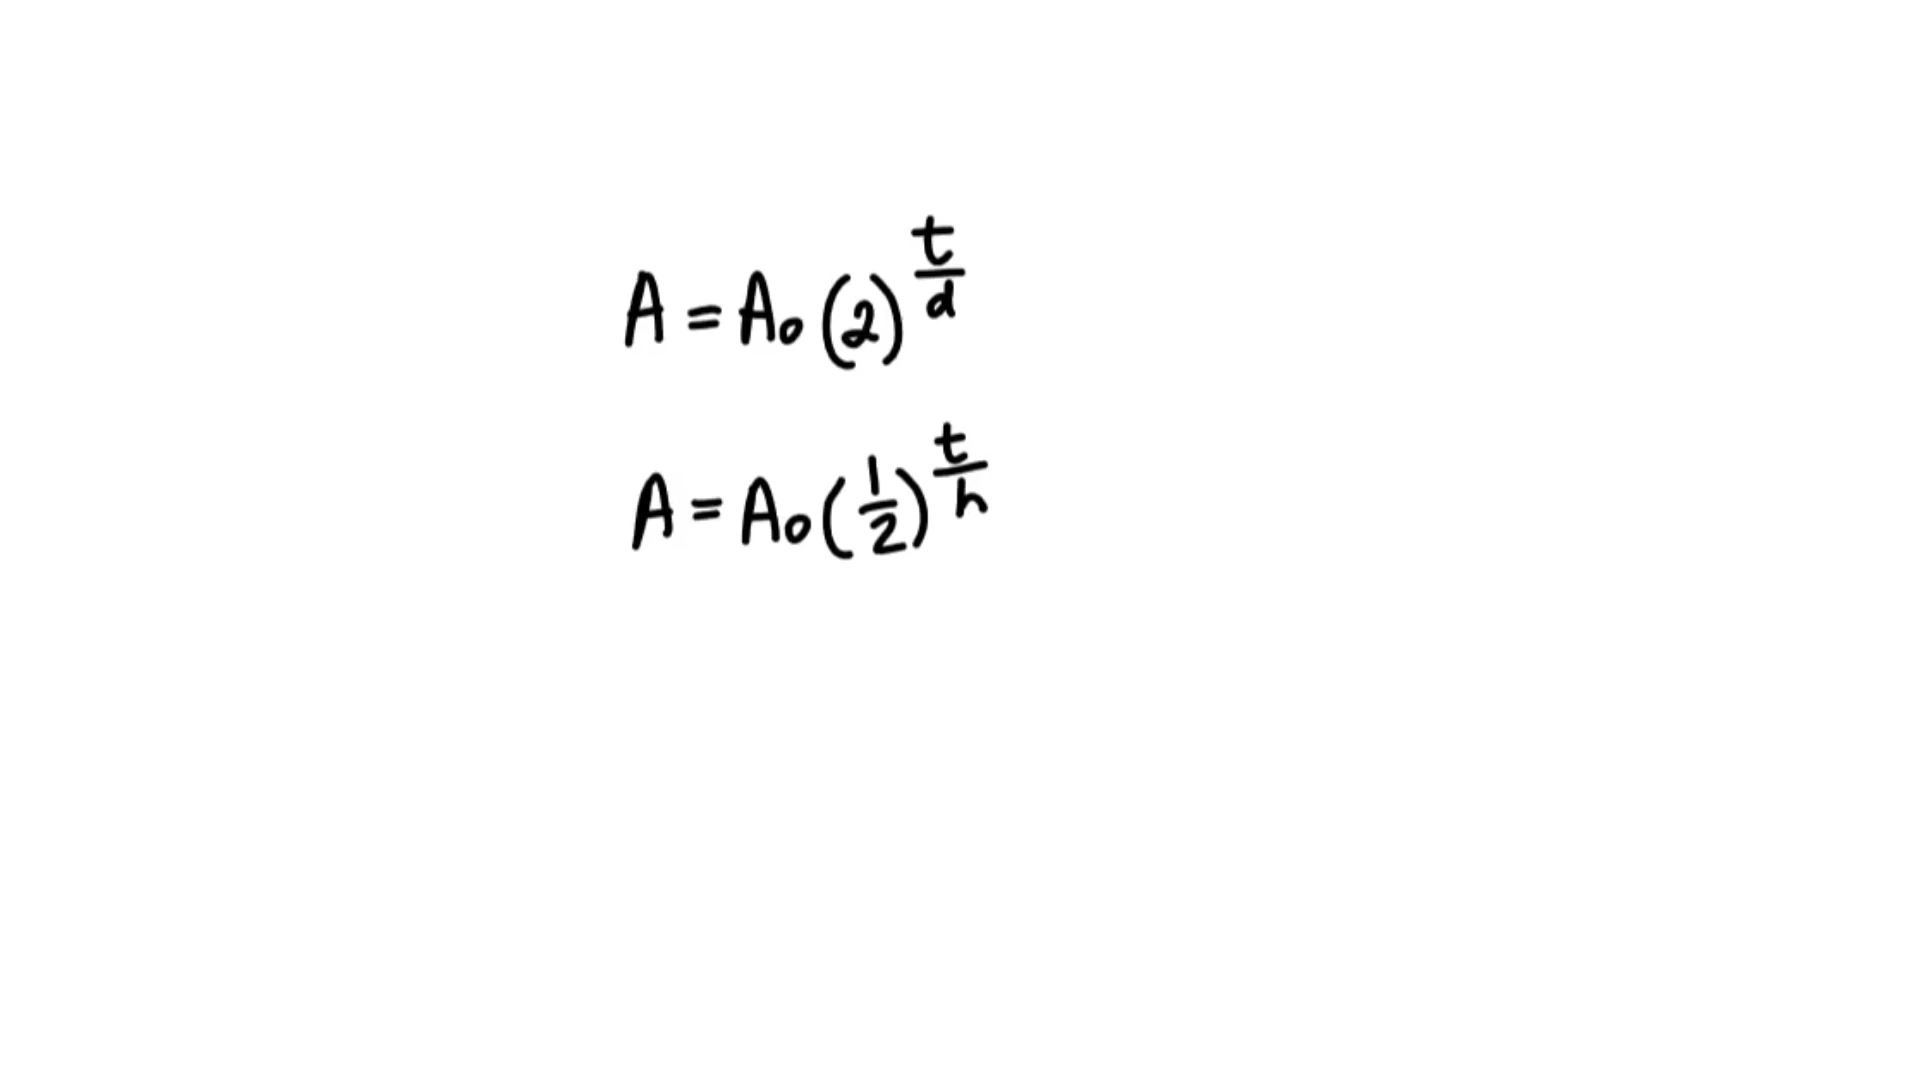 A = A₀(2)^(t/d)
A = A₀(1/2)^(t/h)